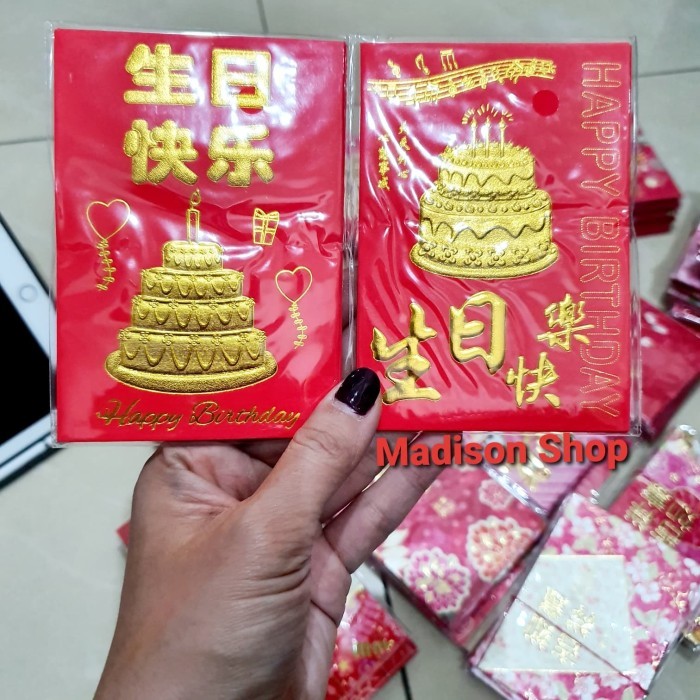 生日
快乐
Happy Birthday
生日快樂
HAPPY BIRTHDAY
Madison Shop